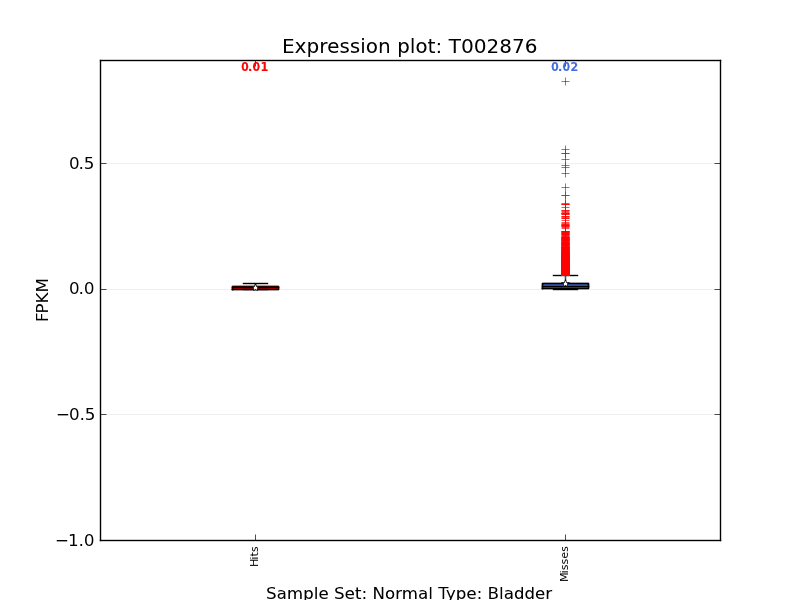 Expression plot: T002876
0.01
0.02
0.5
0.0
−0.5
−1.0
FPKM
Hits
Misses
Sample Set: Normal Type: Bladder